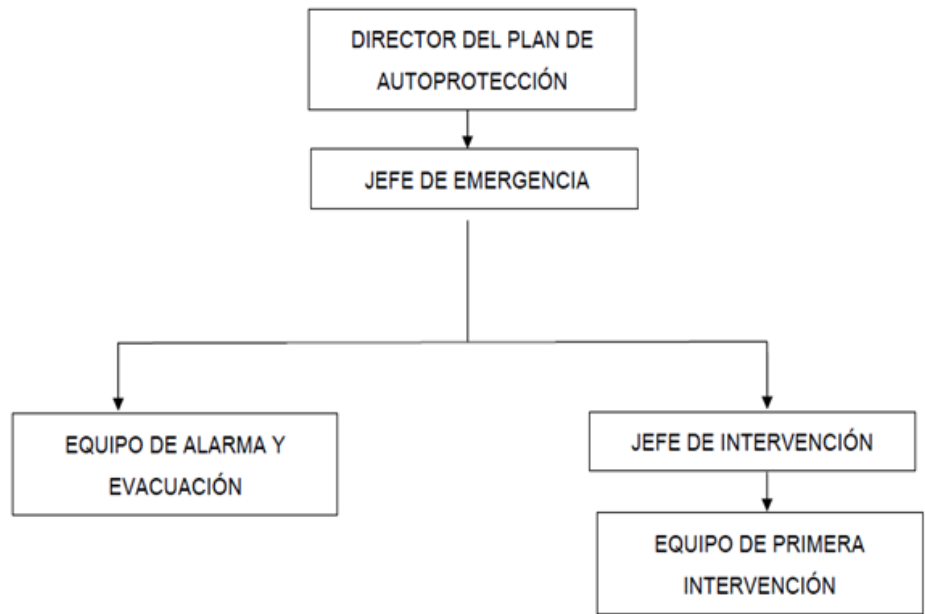 DIRECTOR DEL PLAN DE
AUTOPROTECCIÓN
JEFE DE EMERGENCIA
EQUIPO DE ALARMA Y
EVACUACIÓN
JEFE DE INTERVENCIÓN
EQUIPO DE PRIMERA
INTERVENCIÓN